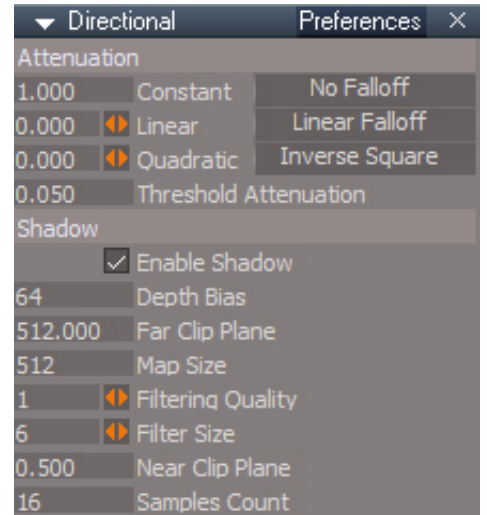 Directional Preferences
Attenuation
1.000 Constant No Falloff
0.000 Linear Linear Falloff
0.000 Quadratic Inverse Square
0.050 Threshold Attenuation
Shadow
Enable Shadow
64 Depth Bias
512.000 Far Clip Plane
512 Map Size
1 Filtering Quality
6 Filter Size
0.500 Near Clip Plane
16 Samples Count